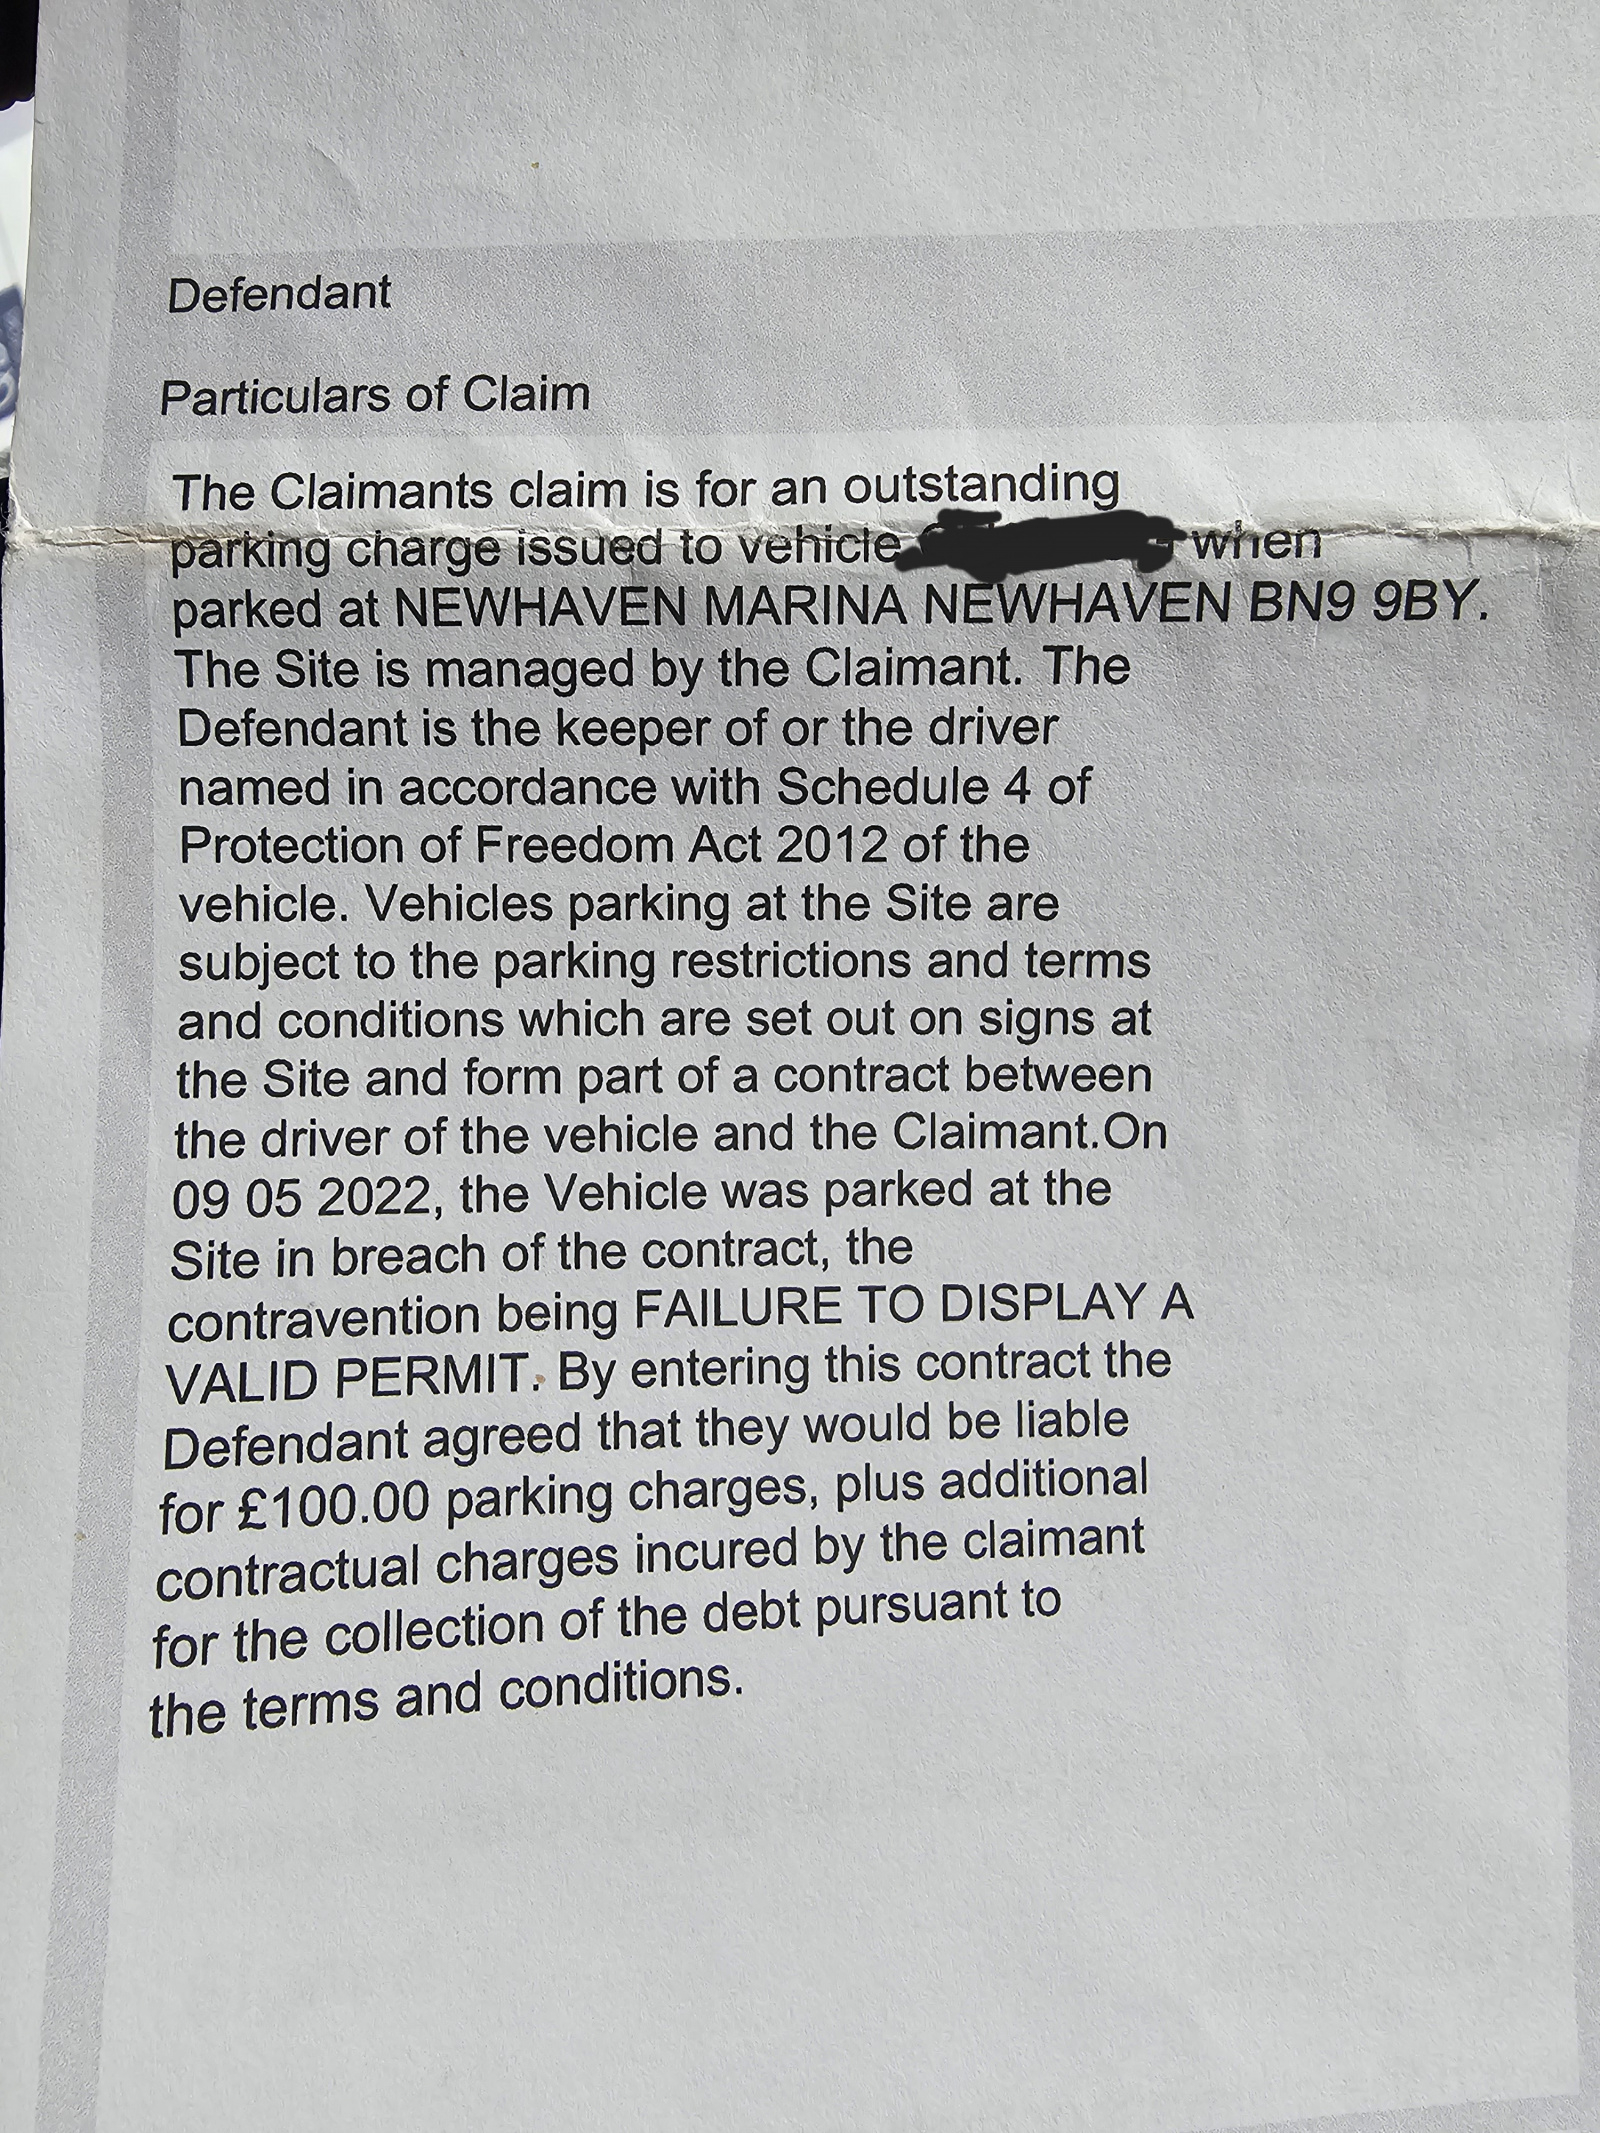 Defendant
Particulars of Claim
The Claimants claim is for an outstanding
parking charge issued to vehicle when
parked at NEWHAVEN MARINA NEWHAVEN BN9 9BY.
The Site is managed by the Claimant. The
Defendant is the keeper of or the driver
named in accordance with Schedule 4 of
Protection of Freedom Act 2012 of the
vehicle. Vehicles parking at the Site are
subject to the parking restrictions and terms
and conditions which are set out on signs at
the Site and form part of a contract between
the driver of the vehicle and the Claimant.On
09 05 2022, the Vehicle was parked at the
Site in breach of the contract, the
contravention being FAILURE TO DISPLAY A
VALID PERMIT. By entering this contract the
Defendant agreed that they would be liable
for £100.00 parking charges, plus additional
contractual charges incured by the claimant
for the collection of the debt pursuant to
the terms and conditions.